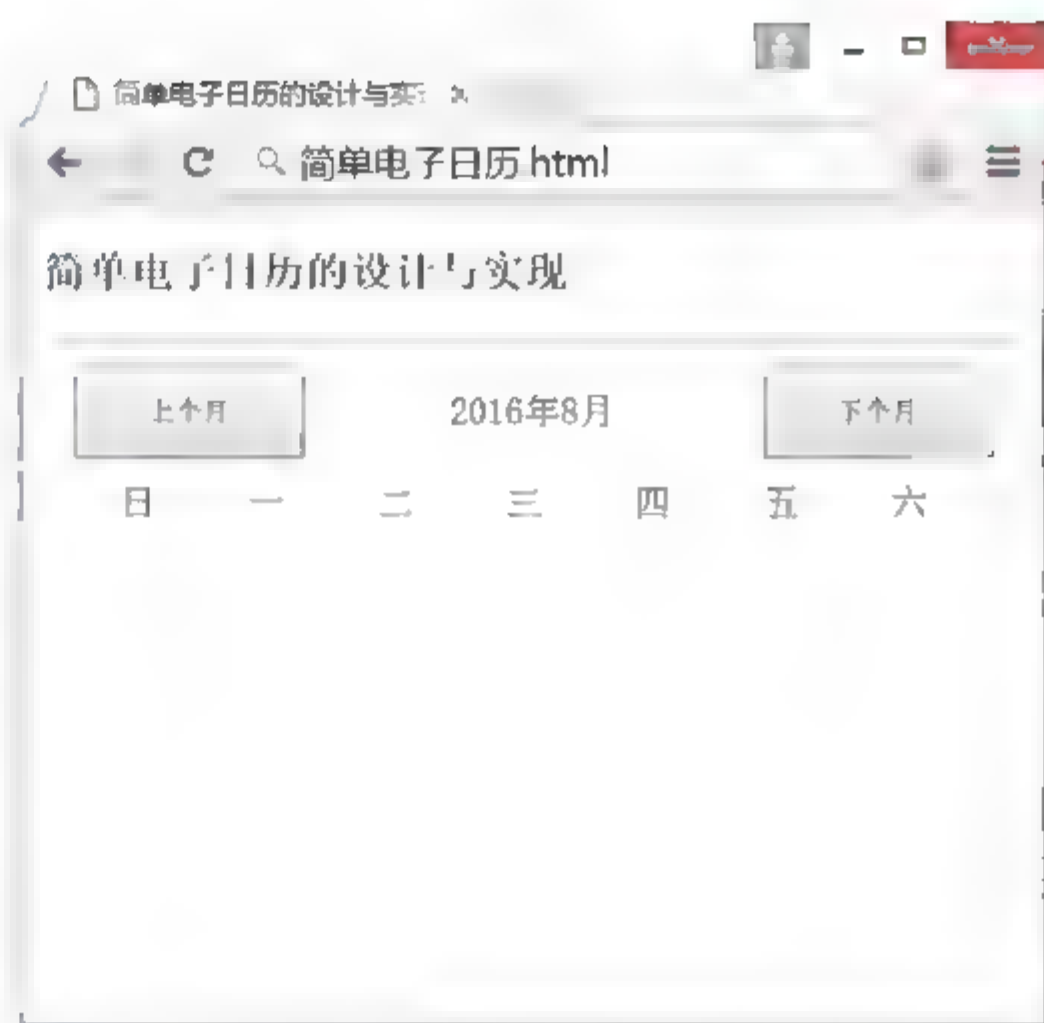 简单电子日历的设计与实
简单电子日历.html
简单电子日历的设计与实现
上个月 2016年8月 下个月
日 一 二 三 四 五 六